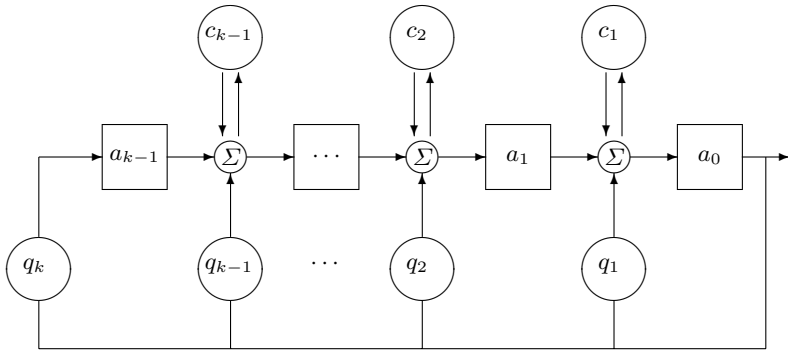 c_{k−1} c_2 c_1
a_{k−1} Σ ⋯ Σ a_1 Σ a_0
q_k q_{k−1} ⋯ q_2 q_1